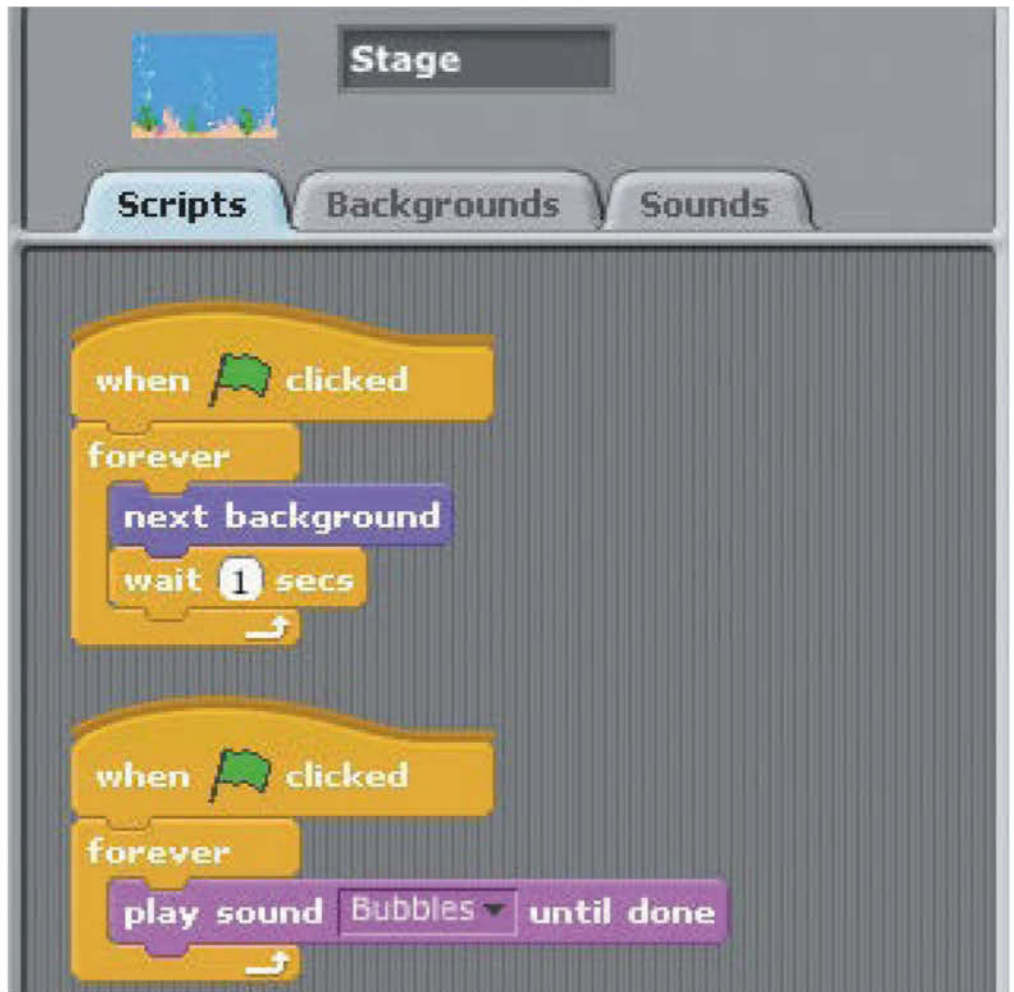 Stage
Scripts Backgrounds Sounds
when clicked
forever
next background
wait 1 secs
when clicked
forever
play sound Bubbles until done